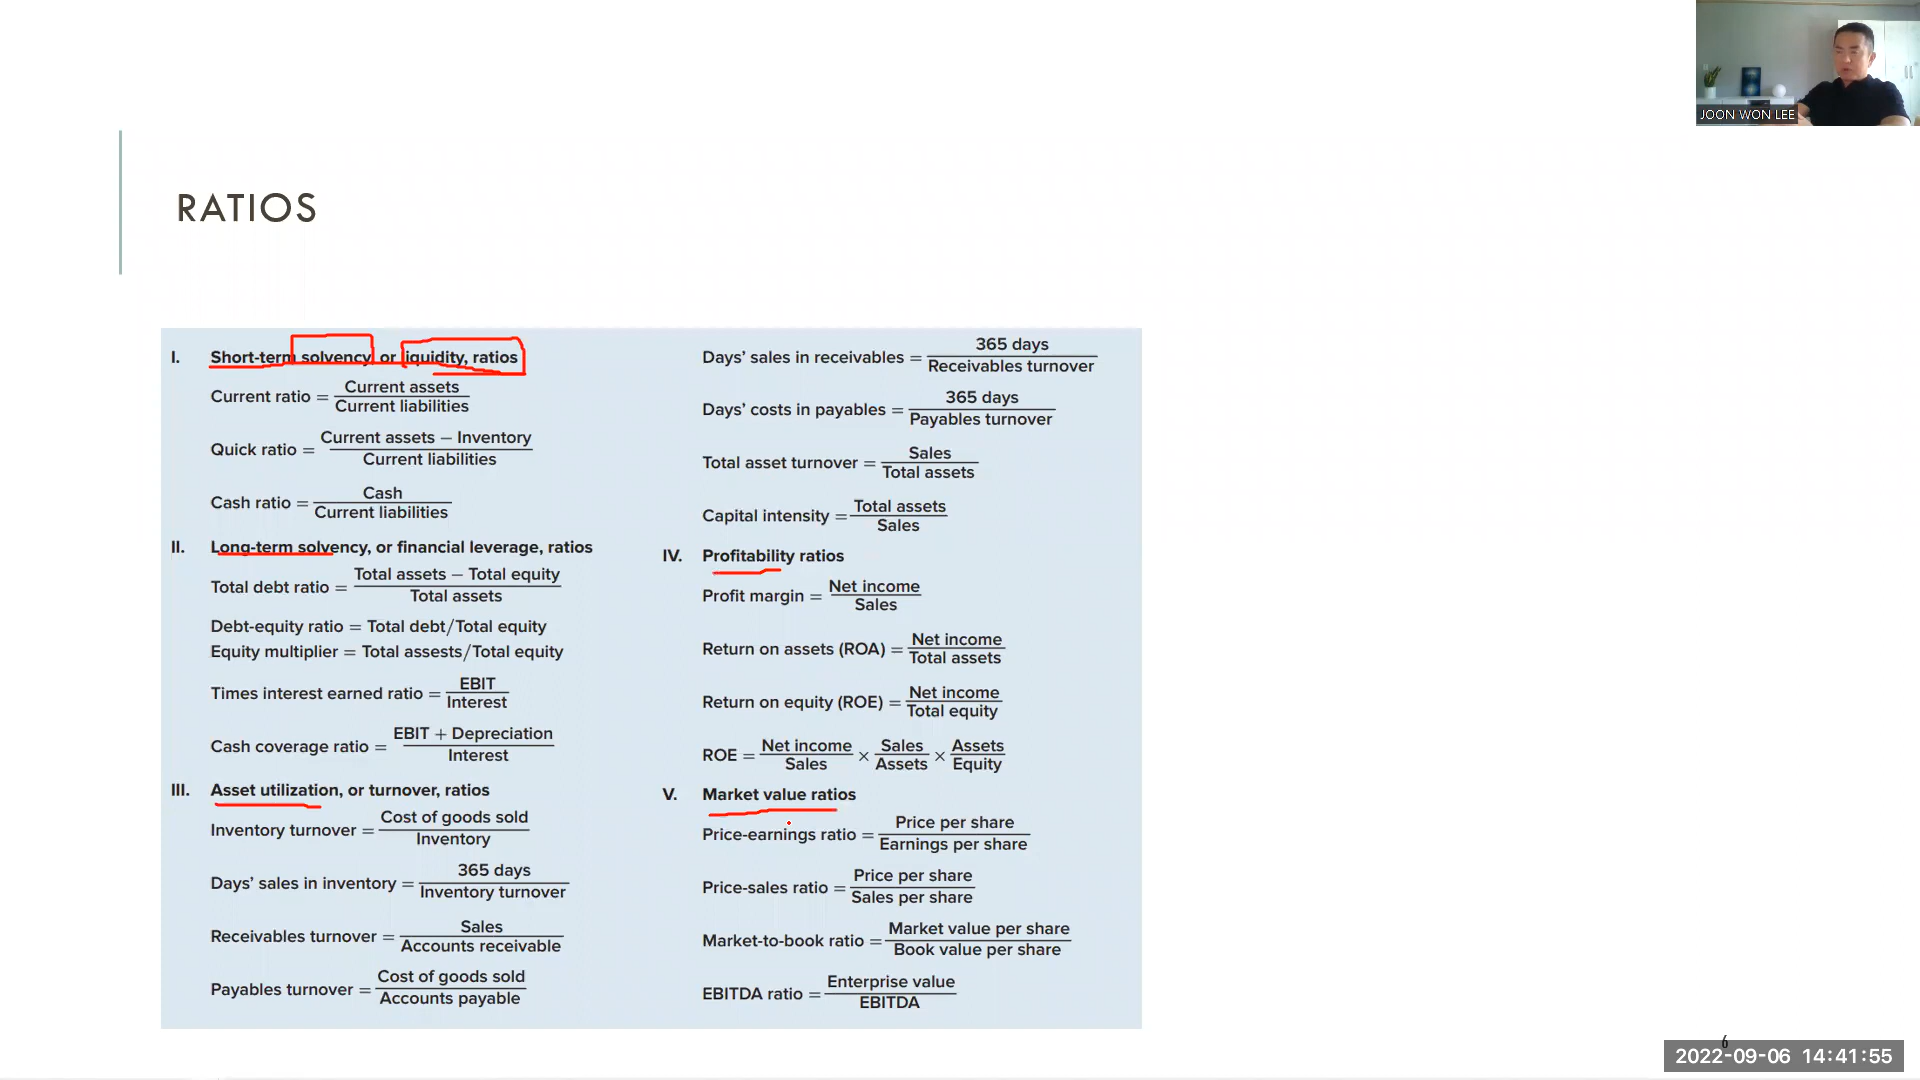 JOON WON LEE
RATIOS
I. Short-term solvency, or liquidity, ratios
Current ratio = Current assets / Current liabilities
Quick ratio = Current assets − Inventory / Current liabilities
Cash ratio = Cash / Current liabilities
II. Long-term solvency, or financial leverage, ratios
Total debt ratio = Total assets − Total equity / Total assets
Debt-equity ratio = Total debt/Total equity
Equity multiplier = Total assests/Total equity
Times interest earned ratio = EBIT / Interest
Cash coverage ratio = EBIT + Depreciation / Interest
III. Asset utilization, or turnover, ratios
Inventory turnover = Cost of goods sold / Inventory
Days’ sales in inventory = 365 days / Inventory turnover
Receivables turnover = Sales / Accounts receivable
Payables turnover = Cost of goods sold / Accounts payable
Days’ sales in receivables = 365 days / Receivables turnover
Days’ costs in payables = 365 days / Payables turnover
Total asset turnover = Sales / Total assets
Capital intensity = Total assets / Sales
IV. Profitability ratios
Profit margin = Net income / Sales
Return on assets (ROA) = Net income / Total assets
Return on equity (ROE) = Net income / Total equity
ROE = Net income / Sales × Sales / Assets × Assets / Equity
V. Market value ratios
Price-earnings ratio = Price per share / Earnings per share
Price-sales ratio = Price per share / Sales per share
Market-to-book ratio = Market value per share / Book value per share
EBITDA ratio = Enterprise value / EBITDA
6
2022-09-06 14:41:55